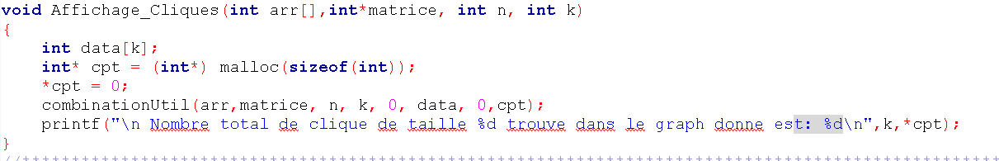 void Affichage_Cliques(int arr[],int*matrice, int n, int k)
{
    int data[k];
    int* cpt = (int*) malloc(sizeof(int));
    *cpt = 0;
    combinationUtil(arr,matrice, n, k, 0, data, 0,cpt);
    printf("\n Nombre total de clique de taille %d trouve dans le graph donne est: %d\n",k,*cpt);
}